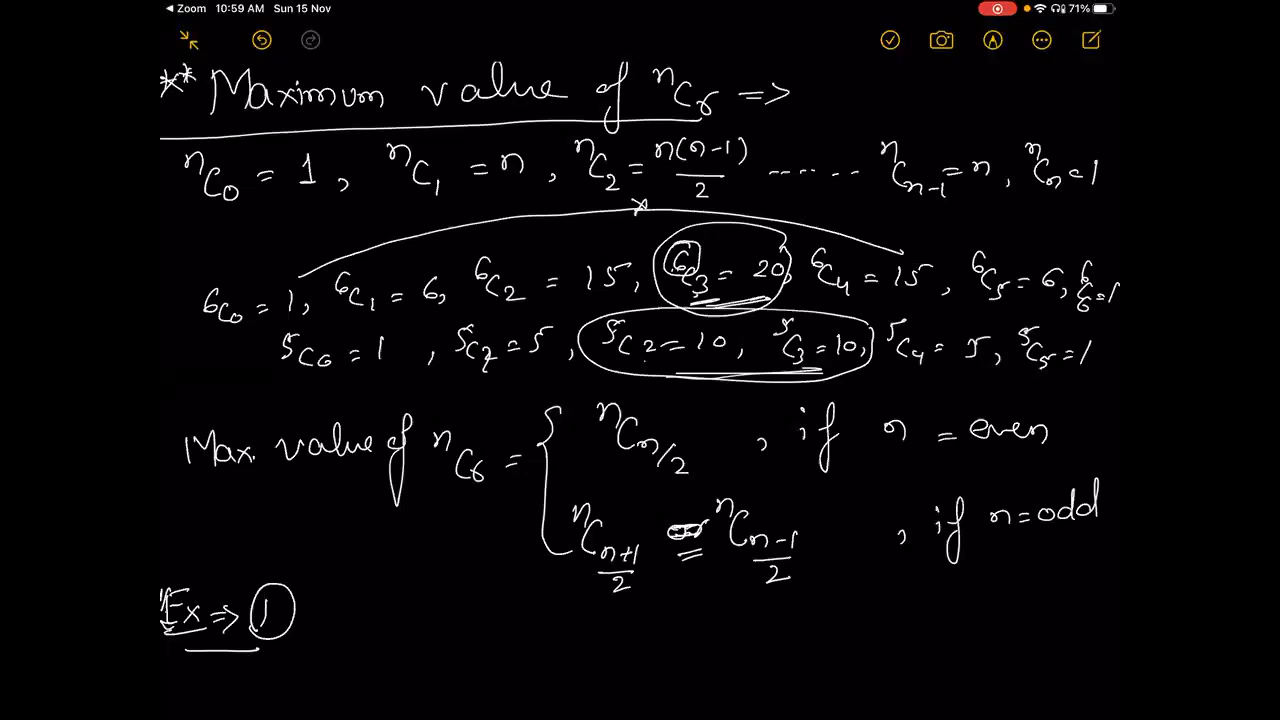 ◀ Zoom 10:59 AM Sun 15 Nov 71%
** Maximum value of ⁿCᵣ =>
ⁿC₀ = 1, ⁿC₁ = n, ⁿC₂ = n(n-1)/2 ------ ⁿCₙ₋₁ = n, ⁿCₙ = 1
⁶C₀ = 1, ⁶C₁ = 6, ⁶C₂ = 15, ⁶C₃ = 20, ⁶C₄ = 15, ⁶C₅ = 6, ⁶C₆ = 1
⁵C₀ = 1, ⁵C = 5, ⁵C₂ = 10, ⁵C₃ = 10, ⁵C₄ = 5, ⁵C₅ = 1
Max. value of ⁿCᵣ = { ⁿC n/2 , if n = even
ⁿC (n+1)/2 or ⁿC (n-1)/2 , if n = odd
Ex => 1